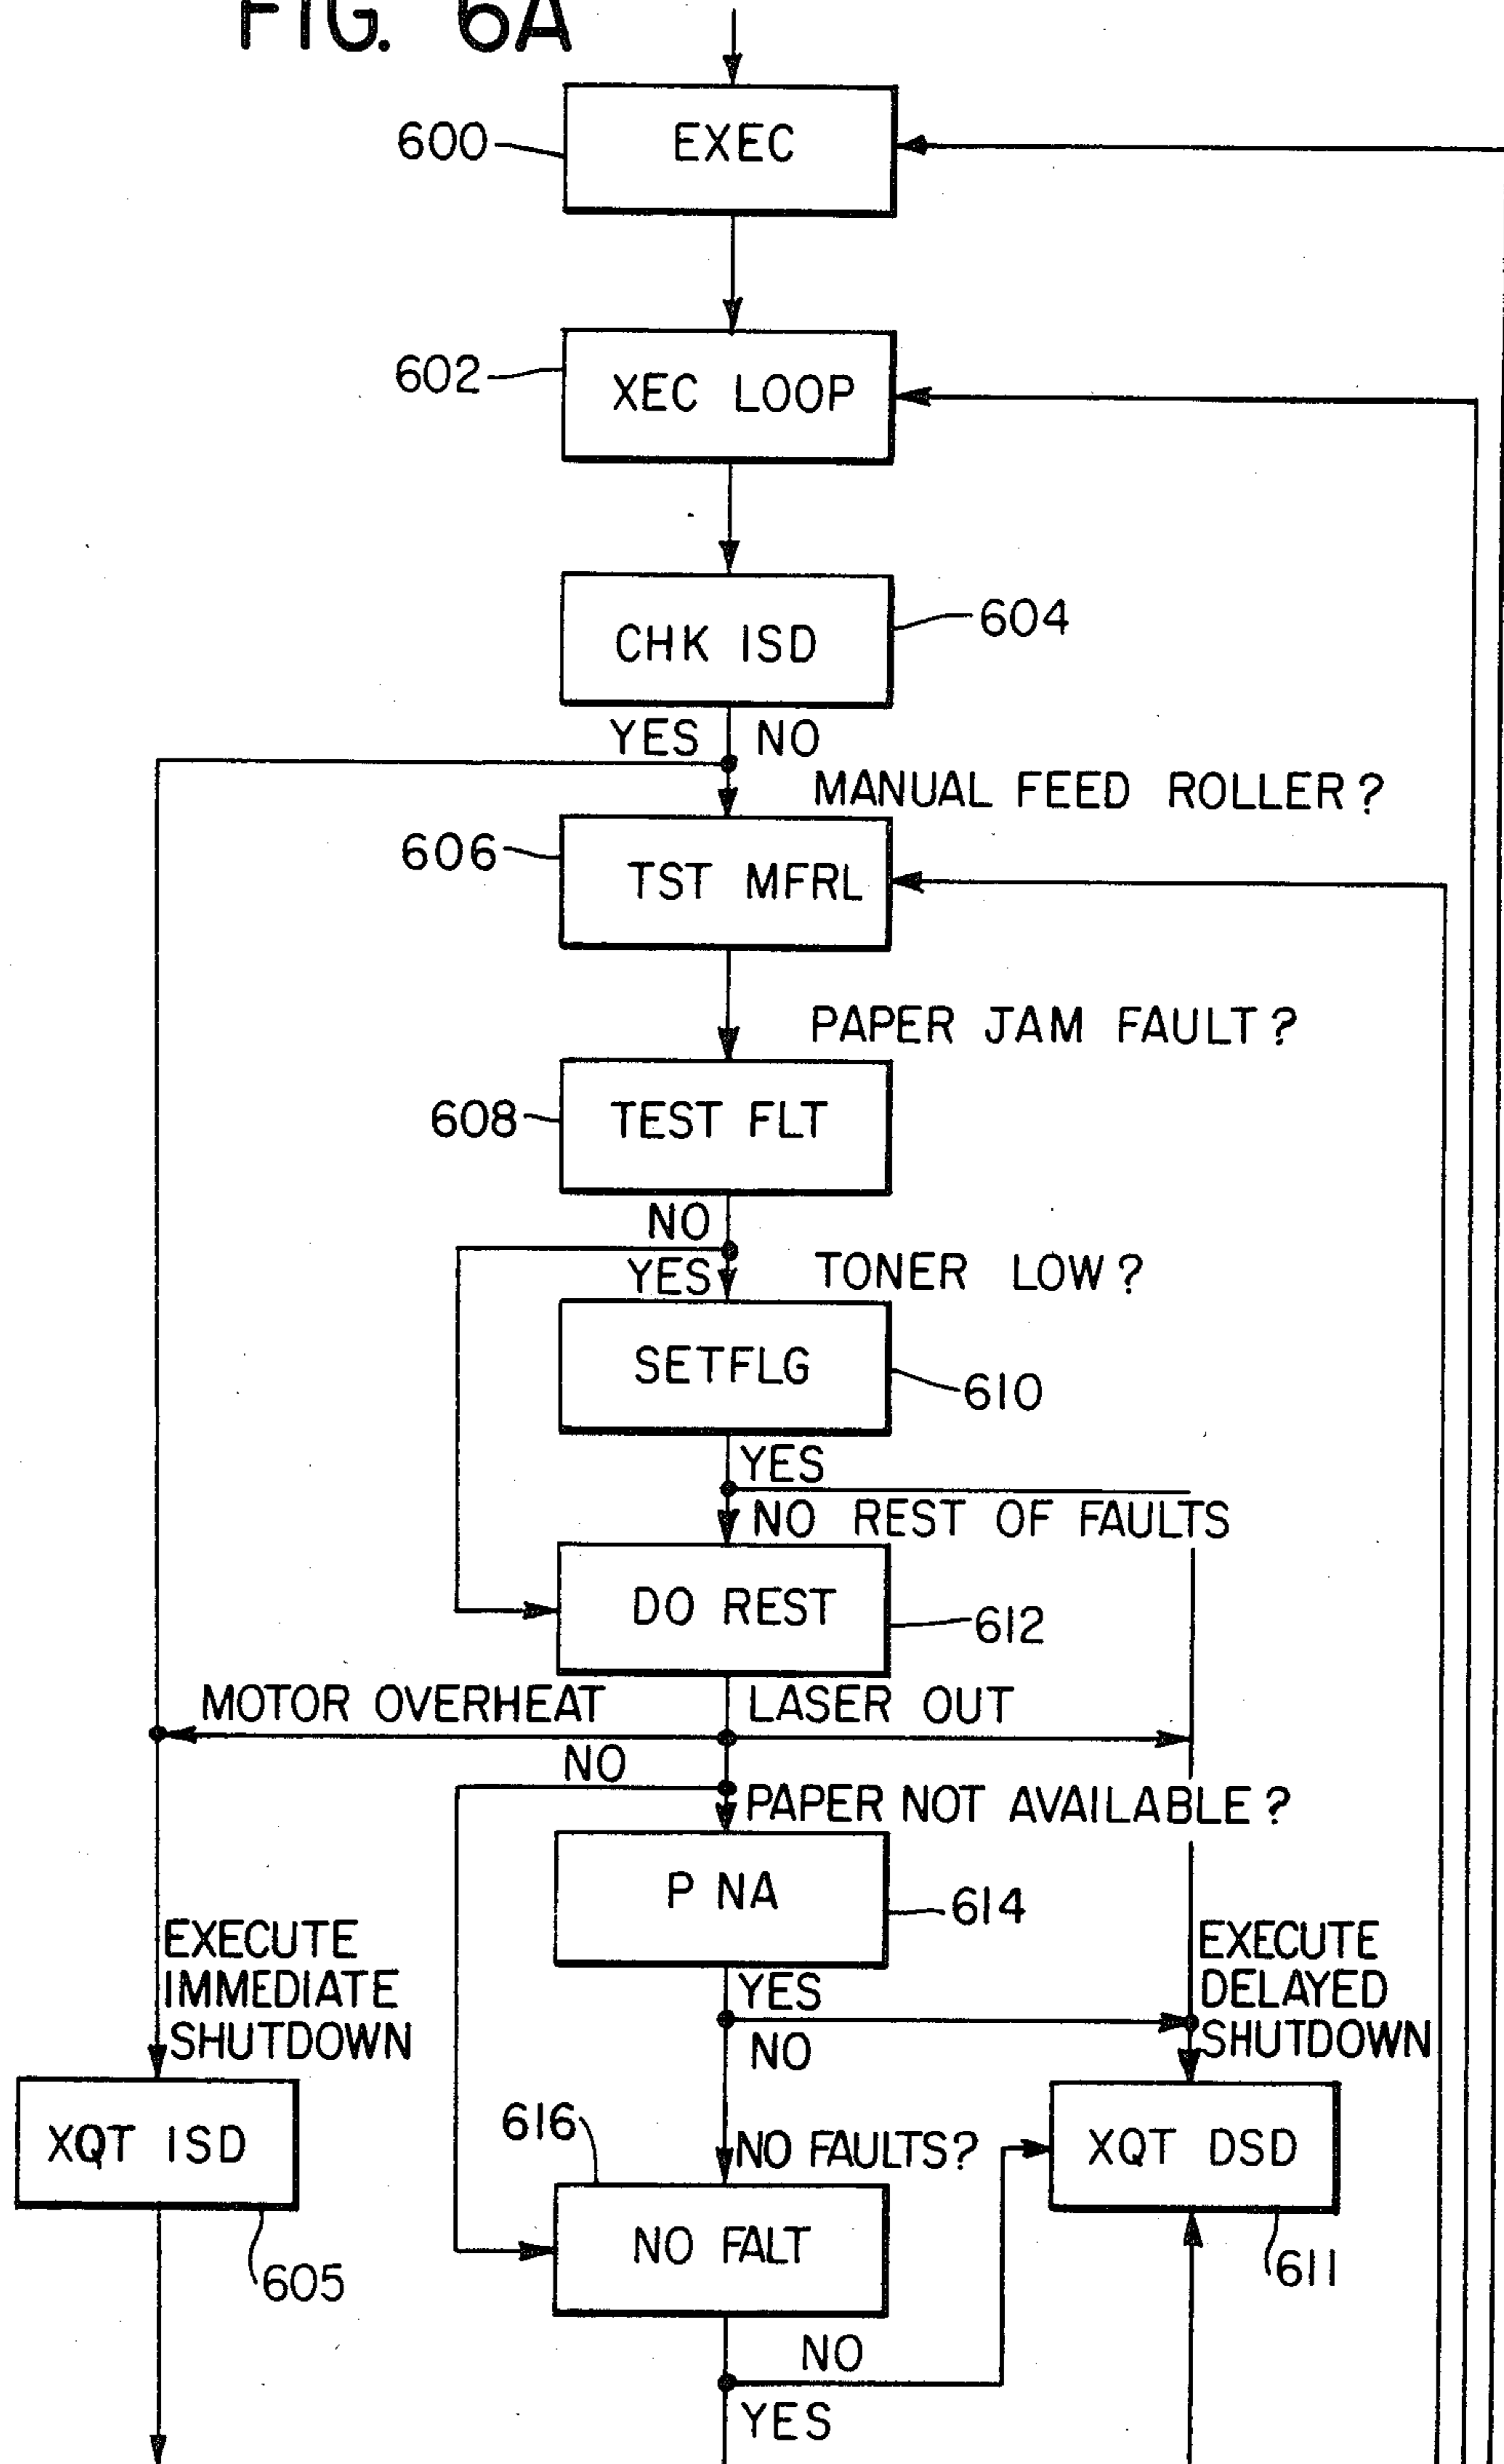 FIG. 6A
600
EXEC
602
XEC LOOP
CHK ISD
604
YES NO
MANUAL FEED ROLLER?
606
TST MFRL
PAPER JAM FAULT?
608
TEST FLT
NO
YES
TONER LOW?
SETFLG
610
YES
NO REST OF FAULTS
DO REST
612
MOTOR OVERHEAT
LASER OUT
NO
PAPER NOT AVAILABLE?
P NA
614
EXECUTE
IMMEDIATE
SHUTDOWN
YES
NO
EXECUTE
DELAYED
SHUTDOWN
XQT ISD
605
616
NO FAULTS?
NO FALT
XQT DSD
611
NO
YES